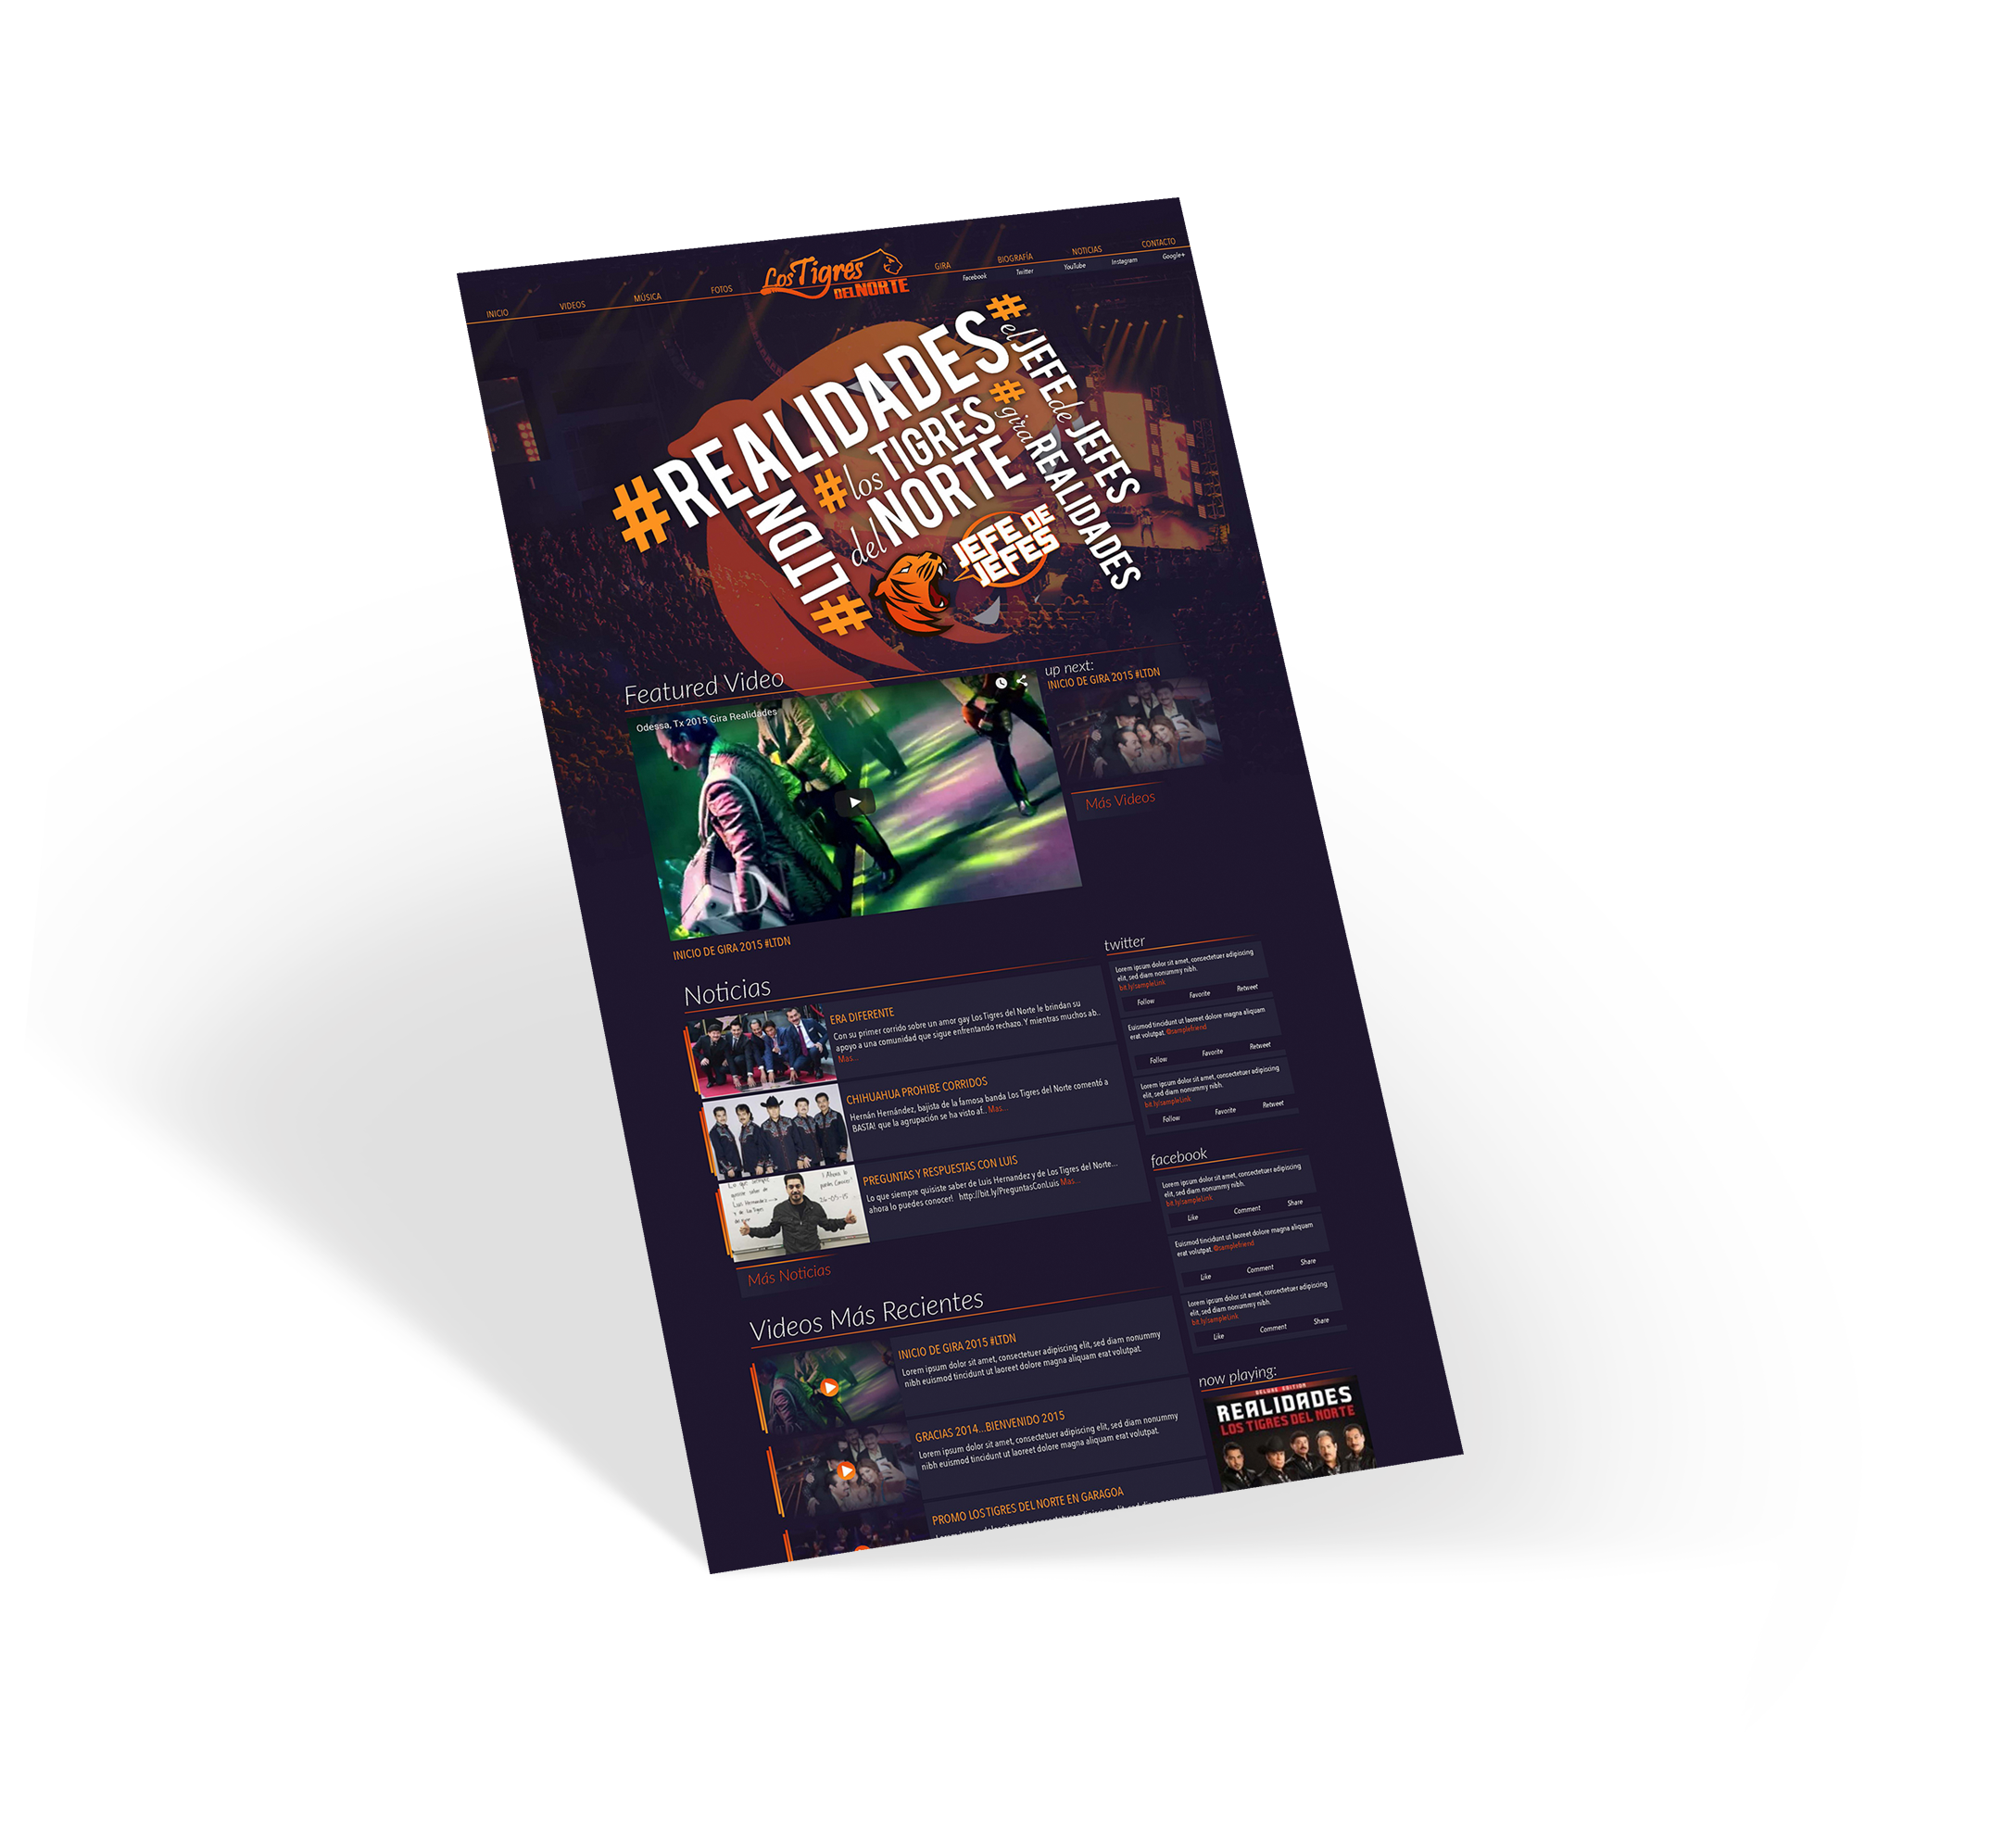 INICIO
VIDEOS
MÚSICA
FOTOS
Los Tigres
DEL NORTE
GIRA
BIOGRAFÍA
NOTICIAS
CONTACTO
Facebook
Twitter
YouTube
Instagram
Google+
#REALIDADES
#LTDN
#los TIGRES
del NORTE
#el JEFE de JEFES
#gira REALIDADES
JEFE DE
JEFES
Featured Video
Odessa, Tx 2015 Gira Realidades
INICIO DE GIRA 2015 #LTDN
up next:
INICIO DE GIRA 2015 #LTDN
Más Videos
Noticias
ERA DIFERENTE
Con su primer corrido sobre un amor gay Los Tigres del Norte le brindan su
apoyo a una comunidad que sigue enfrentando rechazo. Y mientras muchos ab..
Mas...
CHIHUAHUA PROHIBE CORRIDOS
Hernán Hernández, bajista de la famosa banda Los Tigres del Norte comentó a
BASTA! que la agrupación se ha visto af.. Mas...
Lo que siempre
quisiste saber de
Luis Hernandez
y de Los Tigres
PREGUNTAS Y RESPUESTAS CON LUIS
Lo que siempre quisiste saber de Luis Hernandez y de Los Tigres del Norte...
ahora lo puedes conocer! http://bit.ly/PreguntasConLuis Mas...
Más Noticias
Videos Más Recientes
INICIO DE GIRA 2015 #LTDN
Lorem ipsum dolor sit amet, consectetuer adipiscing elit, sed diam nonummy
nibh euismod tincidunt ut laoreet dolore magna aliquam erat volutpat.
GRACIAS 2014...BIENVENIDO 2015
Lorem ipsum dolor sit amet, consectetuer adipiscing elit, sed diam nonummy
nibh euismod tincidunt ut laoreet dolore magna aliquam erat volutpat.
PROMO LOS TIGRES DEL NORTE EN GARAGOA
twitter
Lorem ipsum dolor sit amet, consectetuer adipiscing
elit, sed diam nonummy nibh.
bit.ly/sampleLink
Follow
Favorite
Retweet
Euismod tincidunt ut laoreet dolore magna aliquam
erat volutpat. @samplefriend
Follow
Favorite
Retweet
Lorem ipsum dolor sit amet, consectetuer adipiscing
elit, sed diam nonummy nibh.
bit.ly/sampleLink
Follow
Favorite
Retweet
facebook
Lorem ipsum dolor sit amet, consectetuer adipiscing
elit, sed diam nonummy nibh.
bit.ly/sampleLink
Like
Comment
Share
Euismod tincidunt ut laoreet dolore magna aliquam
erat volutpat. @samplefriend
Like
Comment
Share
Lorem ipsum dolor sit amet, consectetuer adipiscing
elit, sed diam nonummy nibh.
bit.ly/sampleLink
Like
Comment
Share
now playing:
DELUXE EDITION
REALIDADES
LOS TIGRES DEL NORTE